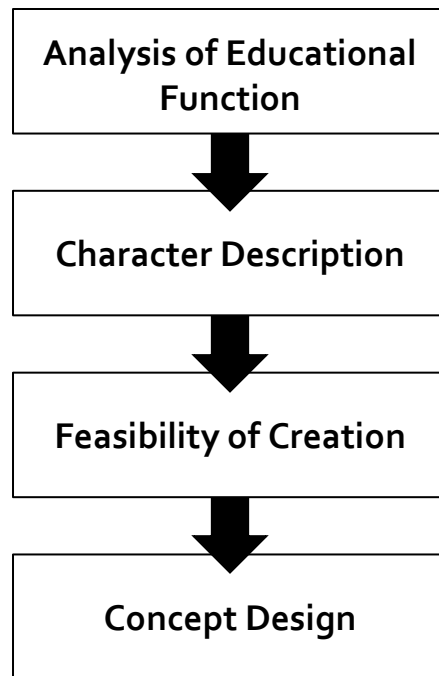 Analysis of Educational
Function
Character Description
Feasibility of Creation
Concept Design